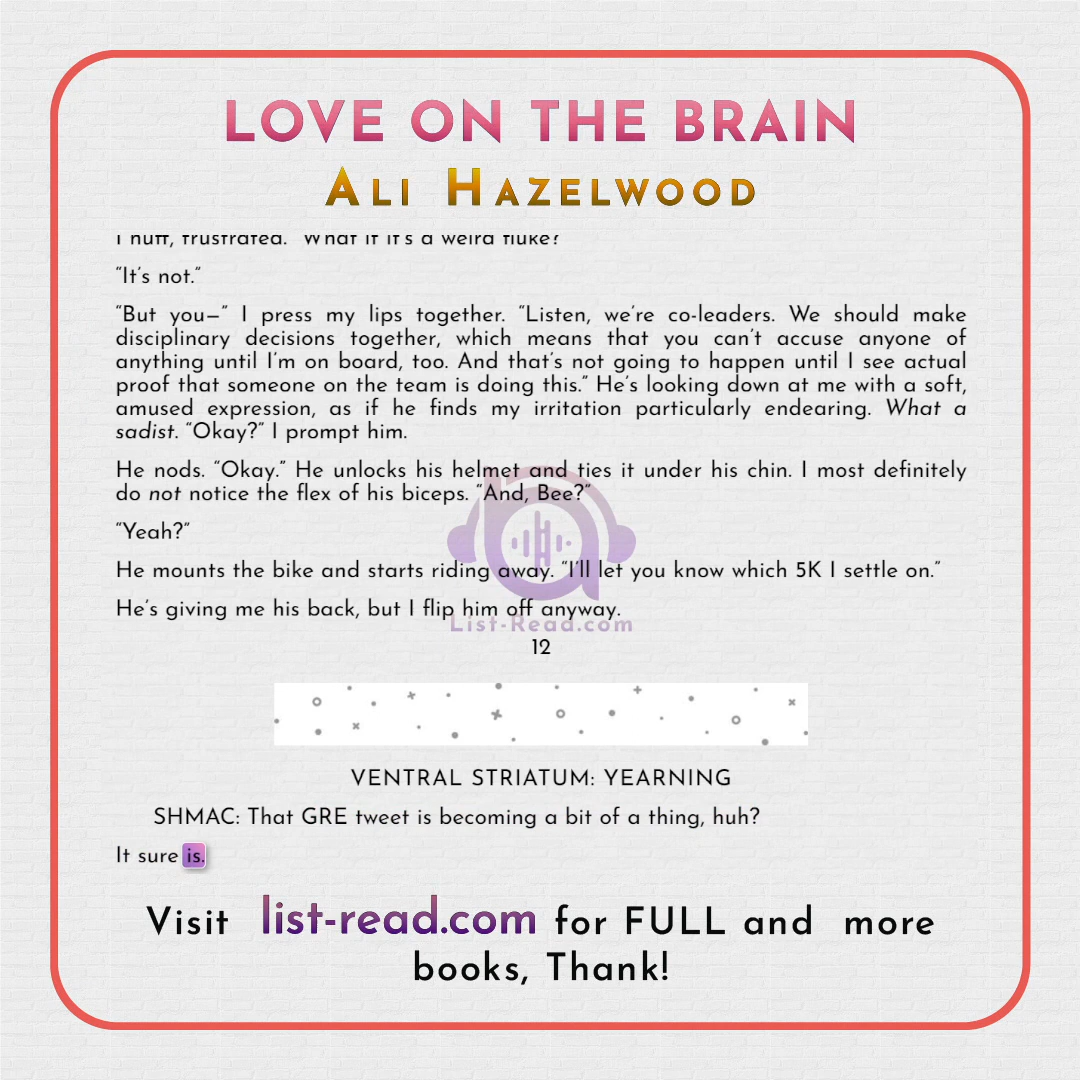 LOVE ON THE BRAIN
ALI HAZELWOOD
I huff, frustrated. “What if it’s a weird fluke?”
“It’s not.”
“But you—” I press my lips together. “Listen, we’re co-leaders. We should make
disciplinary decisions together, which means that you can’t accuse anyone of
anything until I’m on board, too. And that’s not going to happen until I see actual
proof that someone on the team is doing this.” He’s looking down at me with a soft,
amused expression, as if he finds my irritation particularly endearing. What a
sadist. “Okay?” I prompt him.
He nods. “Okay.” He unlocks his helmet and ties it under his chin. I most definitely
do not notice the flex of his biceps. “And, Bee?”
“Yeah?”
He mounts the bike and starts riding away. “I’ll let you know which 5K I settle on.”
He’s giving me his back, but I flip him off anyway.
List-Read.com
12
VENTRAL STRIATUM: YEARNING
SHMAC: That GRE tweet is becoming a bit of a thing, huh?
It sure is.
Visit list-read.com for FULL and more
books, Thank!